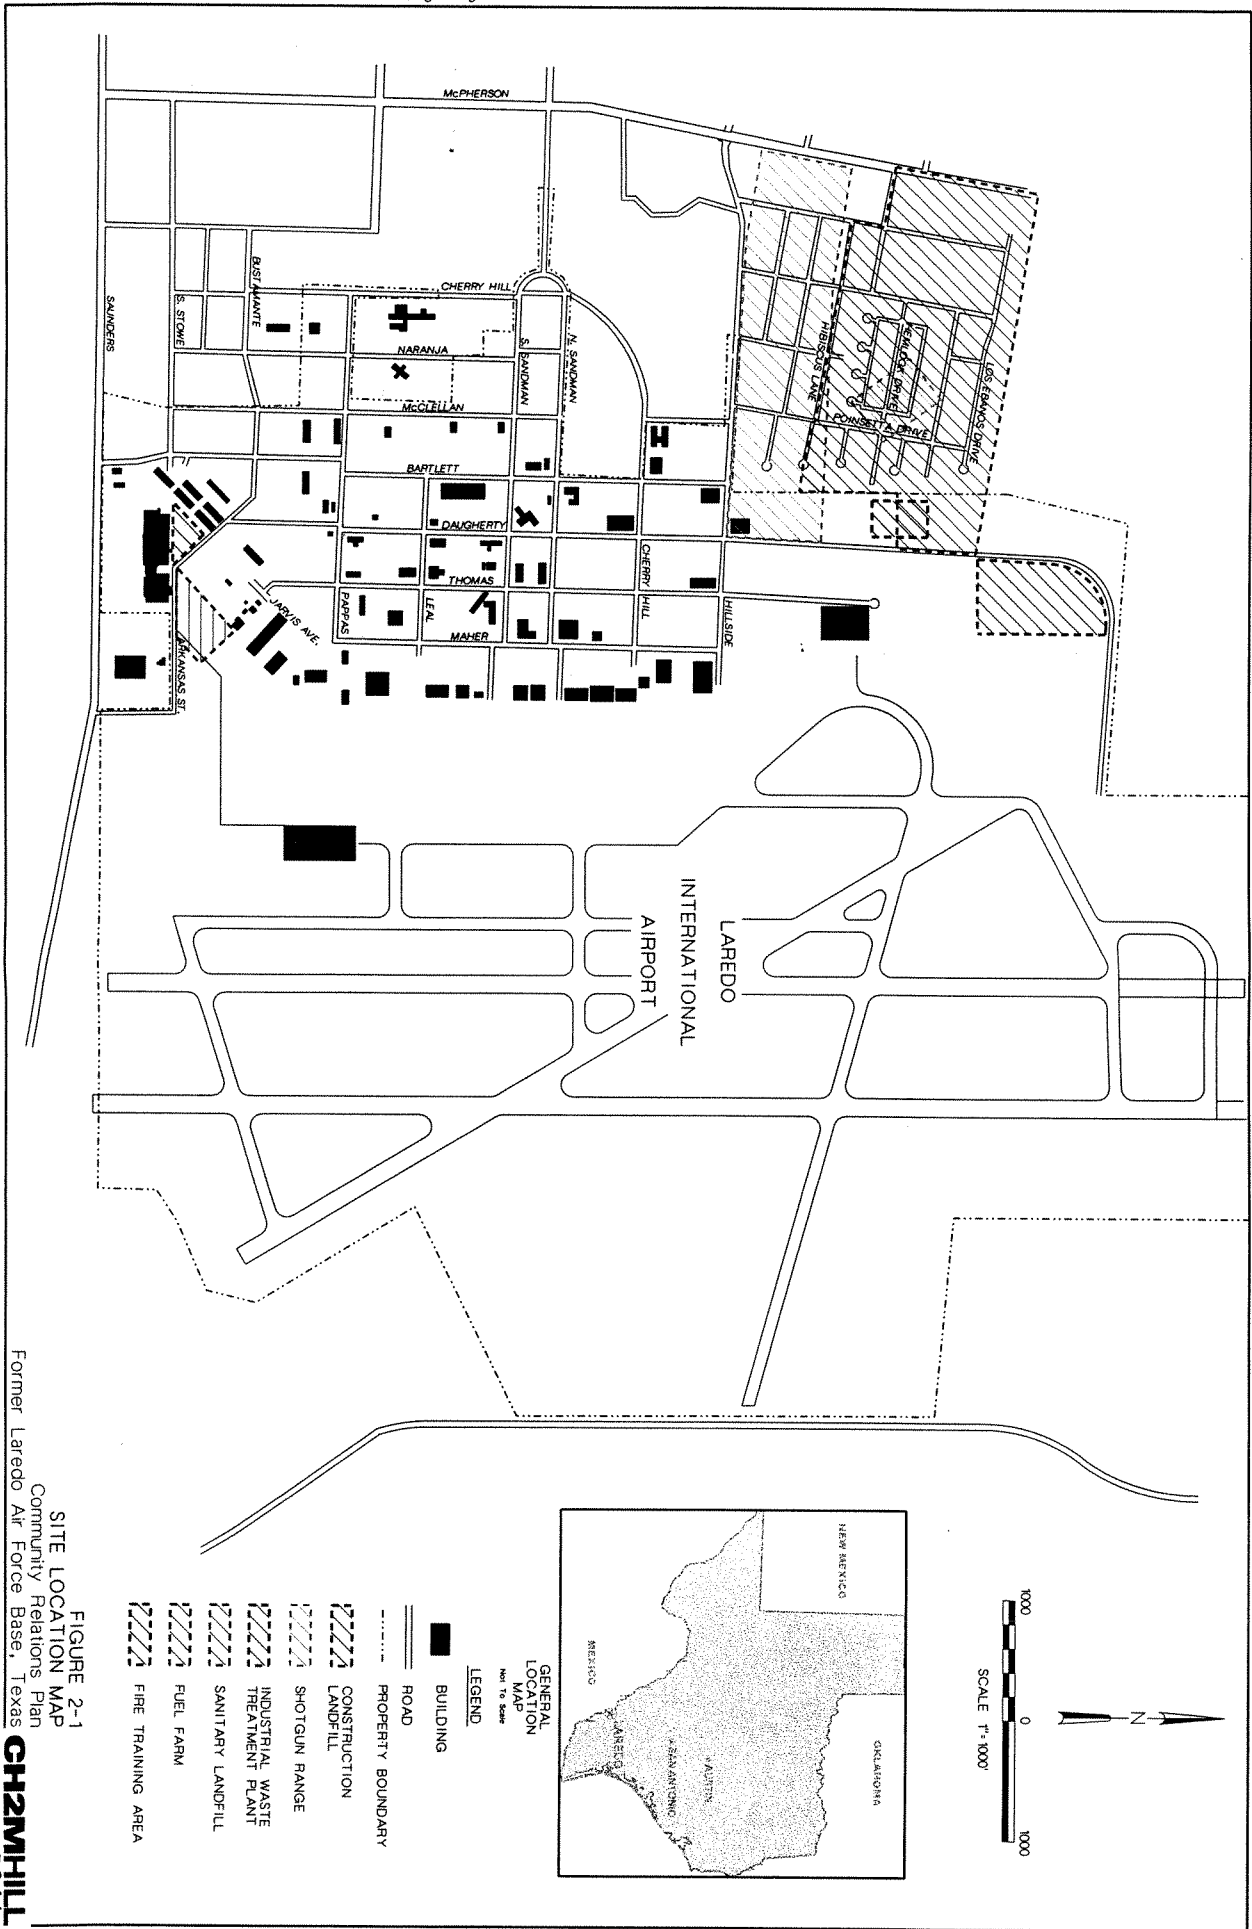 McPHERSON
SAUNDERS
S. STOWE
BUSTAMANTE
CHERRY HILL
NARANJA
S. SANDMAN
N. SANDMAN
McCLELLAN
BARTLETT
DAUGHERTY
THOMAS
MAHER
PAPPAS
LEAL
CHERRY HILL
HILLSIDE
JARVIS AVE.
ARKANSAS ST.
HIBISCUS LANE
HEMLOCK DRIVE
POINSETTA DRIVE
LOS EBANOS DRIVE
LAREDO
INTERNATIONAL
AIRPORT
1000
0
1000
SCALE 1"= 1000'
N
NEW MEXICO
OKLAHOMA
MEXICO
AUSTIN
SAN ANTONIO
LAREDO
GENERAL
LOCATION
MAP
Not To Scale
LEGEND
BUILDING
ROAD
PROPERTY BOUNDARY
CONSTRUCTION
LANDFILL
SHOTGUN RANGE
INDUSTRIAL WASTE
TREATMENT PLANT
SANITARY LANDFILL
FUEL FARM
FIRE TRAINING AREA
FIGURE 2-1
SITE LOCATION MAP
Community Relations Plan
Former Laredo Air Force Base, Texas
CH2MHILL